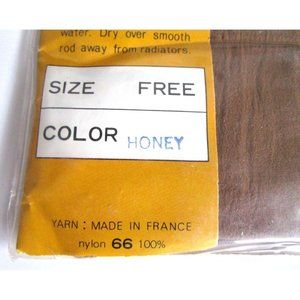 water. Dry over smooth
rod away from radiators.
SIZE FREE
COLOR HONEY
YARN : MADE IN FRANCE
nylon 66 100%